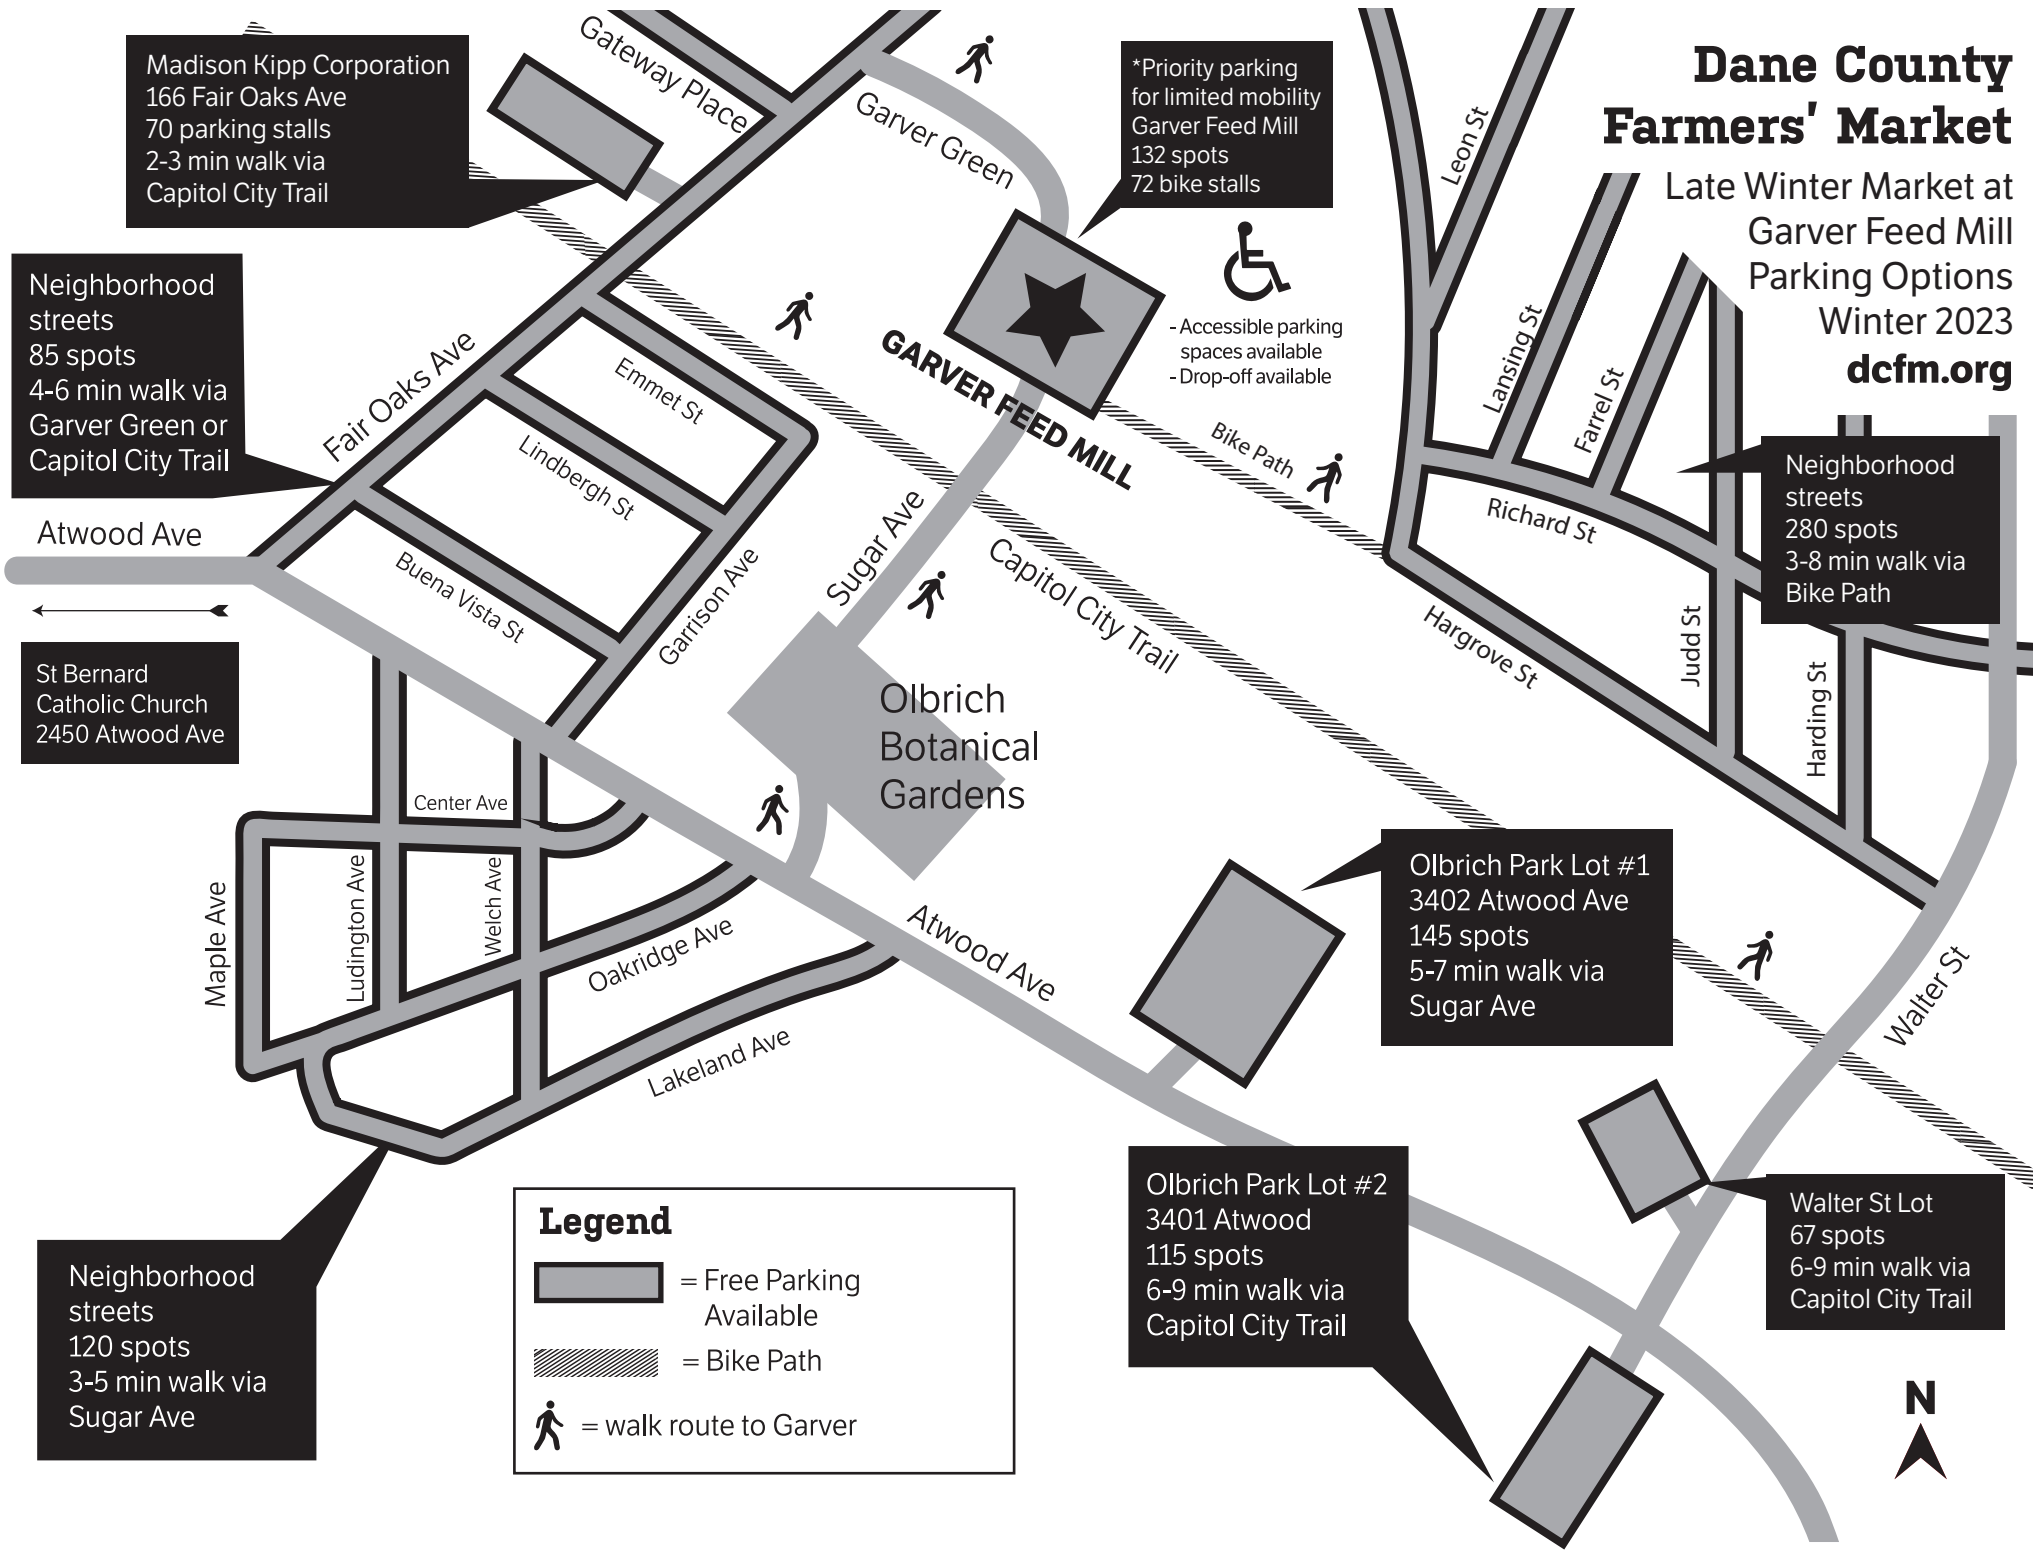 Dane County
Farmers' Market
Late Winter Market at
Garver Feed Mill
Parking Options
Winter 2023
dcfm.org
Madison Kipp Corporation
166 Fair Oaks Ave
70 parking stalls
2-3 min walk via
Capitol City Trail
Gateway Place
Garver Green
*Priority parking
for limited mobility
Garver Feed Mill
132 spots
72 bike stalls
- Accessible parking
spaces available
- Drop-off available
Neighborhood
streets
85 spots
4-6 min walk via
Garver Green or
Capitol City Trail
Fair Oaks Ave
Emmet St
Lindbergh St
Buena Vista St
Garrison Ave
GARVER FEED MILL
Sugar Ave
Bike Path
Capitol City Trail
Leon St
Lansing St
Farrel St
Richard St
Hargrove St
Judd St
Harding St
Neighborhood
streets
280 spots
3-8 min walk via
Bike Path
Atwood Ave
St Bernard
Catholic Church
2450 Atwood Ave
Olbrich
Botanical
Gardens
Center Ave
Maple Ave
Ludington Ave
Welch Ave
Oakridge Ave
Lakeland Ave
Atwood Ave
Olbrich Park Lot #1
3402 Atwood Ave
145 spots
5-7 min walk via
Sugar Ave
Walter St
Olbrich Park Lot #2
3401 Atwood
115 spots
6-9 min walk via
Capitol City Trail
Walter St Lot
67 spots
6-9 min walk via
Capitol City Trail
Neighborhood
streets
120 spots
3-5 min walk via
Sugar Ave
Legend
= Free Parking
Available
= Bike Path
= walk route to Garver
N